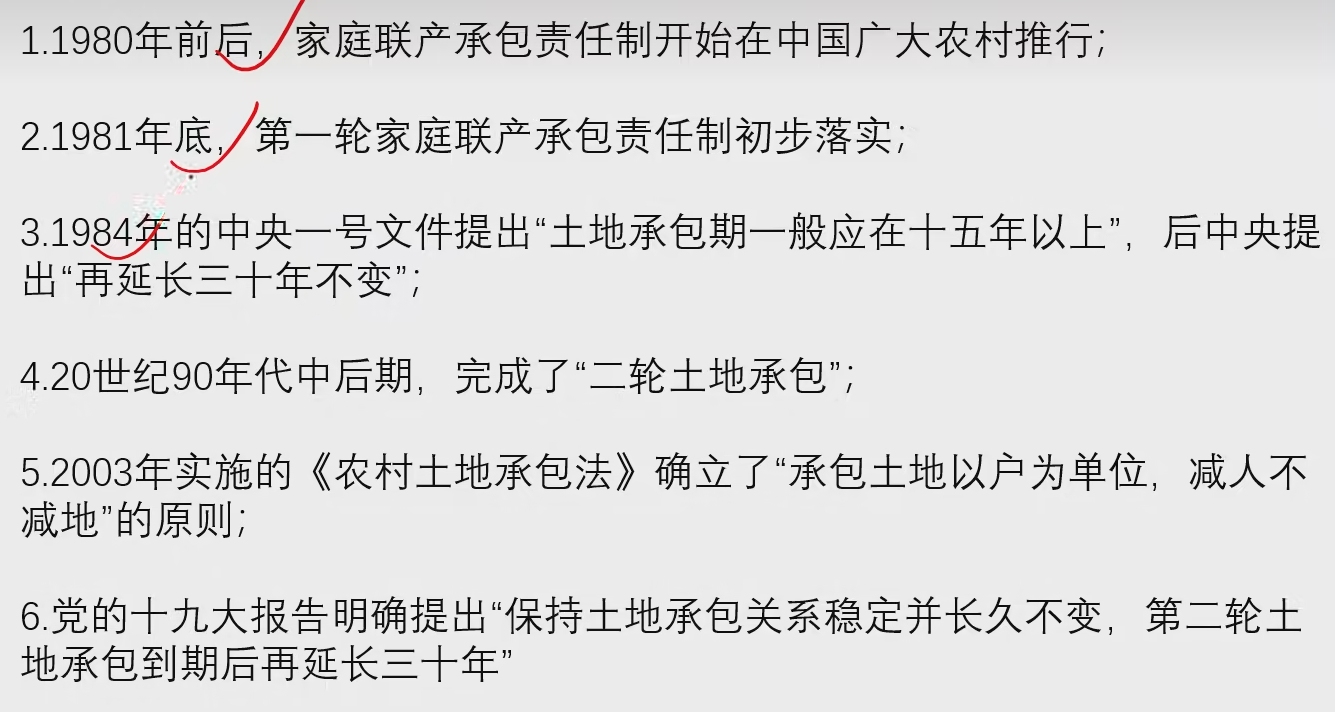 1.1980年前后，家庭联产承包责任制开始在中国广大农村推行；
2.1981年底，第一轮家庭联产承包责任制初步落实；
3.1984年的中央一号文件提出“土地承包期一般应在十五年以上”，后中央提
出“再延长三十年不变”；
4.20世纪90年代中后期，完成了“二轮土地承包”；
5.2003年实施的《农村土地承包法》确立了“承包土地以户为单位，减人不
减地”的原则；
6.党的十九大报告明确提出“保持土地承包关系稳定并长久不变，第二轮土
地承包到期后再延长三十年”